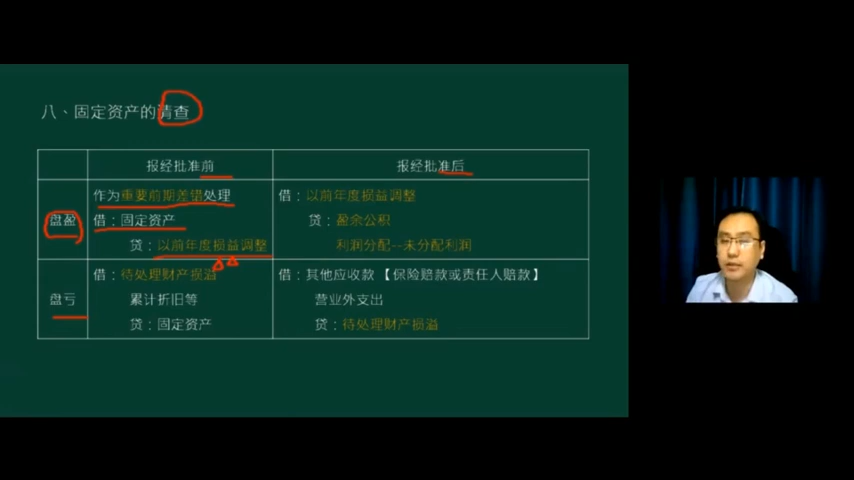 八、固定资产的清查
报经批准前
报经批准后
盘盈
作为重要前期差错处理
借：固定资产
贷：以前年度损益调整
借：以前年度损益调整
贷：盈余公积
利润分配--未分配利润
盘亏
借：待处理财产损溢
累计折旧等
贷：固定资产
借：其他应收款【保险赔款或责任人赔款】
营业外支出
贷：待处理财产损溢